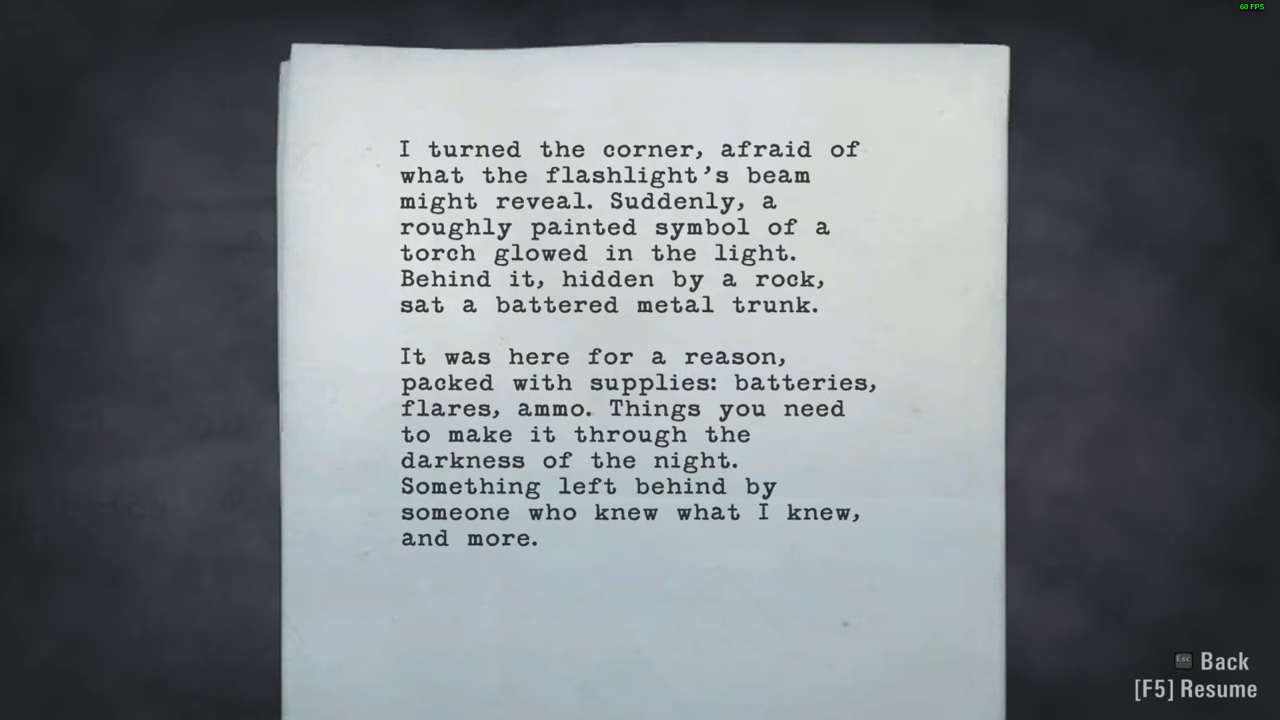 60 FPS
I turned the corner, afraid of
what the flashlight's beam
might reveal. Suddenly, a
roughly painted symbol of a
torch glowed in the light.
Behind it, hidden by a rock,
sat a battered metal trunk.
It was here for a reason,
packed with supplies: batteries,
flares, ammo. Things you need
to make it through the
darkness of the night.
Something left behind by
someone who knew what I knew,
and more.
Esc Back
[F5] Resume